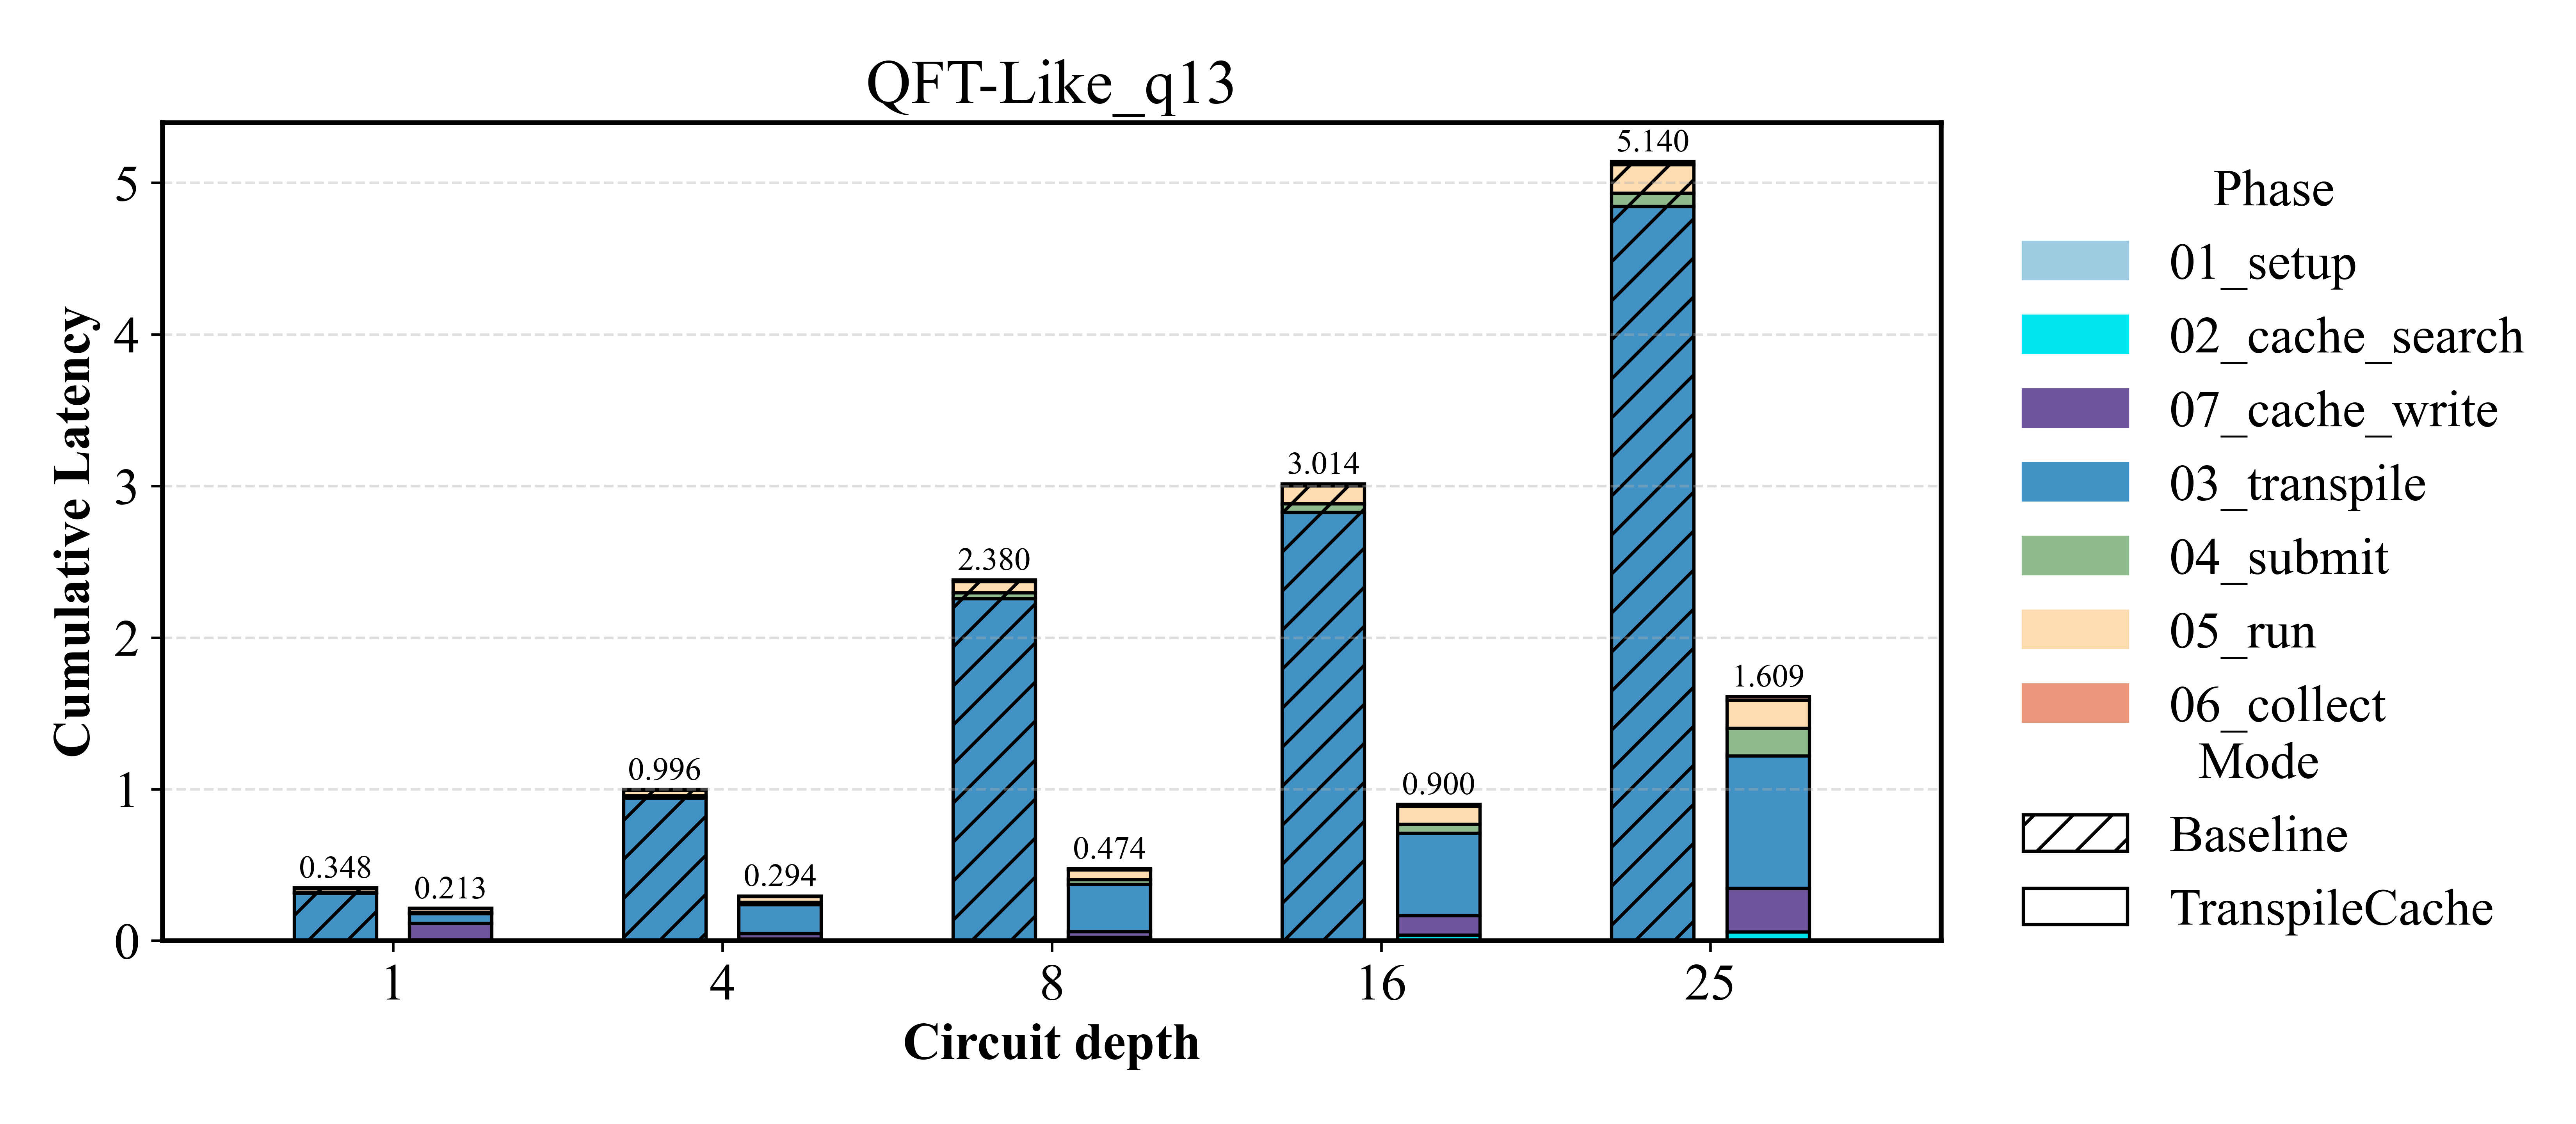 QFT-Like_q13
Cumulative Latency
5
4
3
2
1
0
0.348
0.213
0.996
0.294
2.380
0.474
3.014
0.900
5.140
1.609
1
4
8
16
25
Circuit depth
Phase
01_setup
02_cache_search
07_cache_write
03_transpile
04_submit
05_run
06_collect
Mode
Baseline
TranspileCache